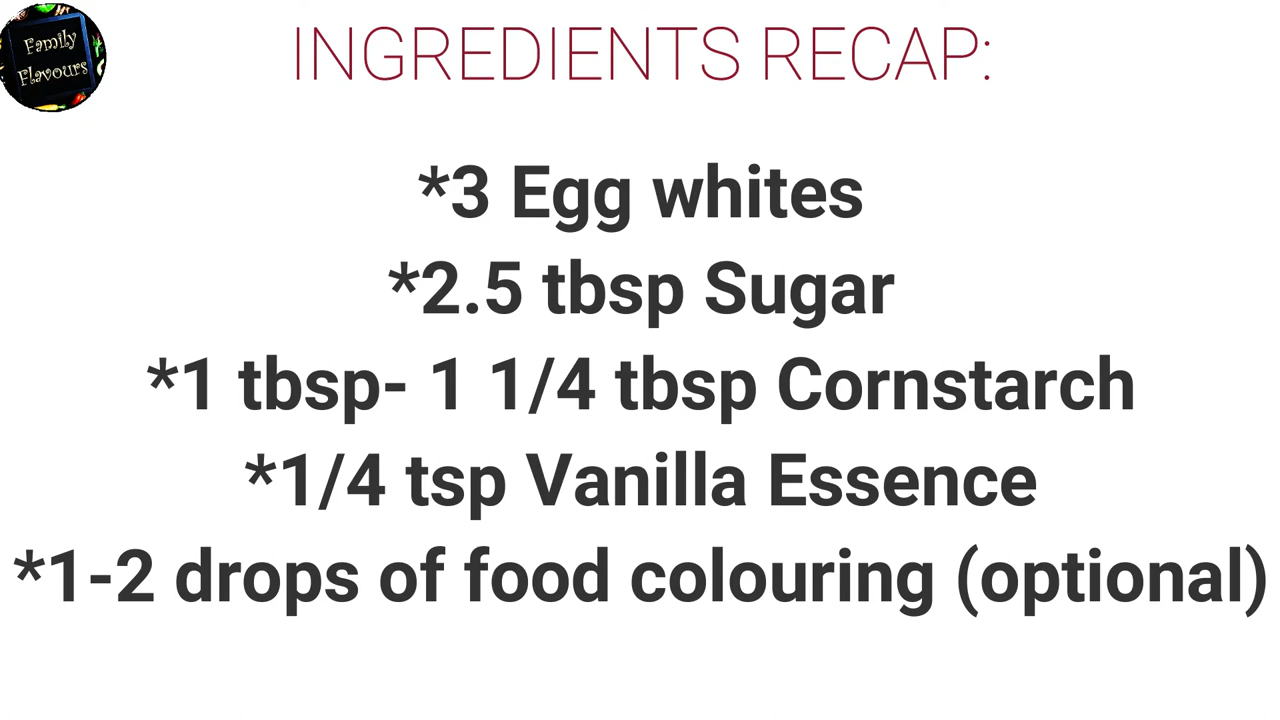 Family
Flavours
INGREDIENTS RECAP:
*3 Egg whites
*2.5 tbsp Sugar
*1 tbsp- 1 1/4 tbsp Cornstarch
*1/4 tsp Vanilla Essence
*1-2 drops of food colouring (optional)